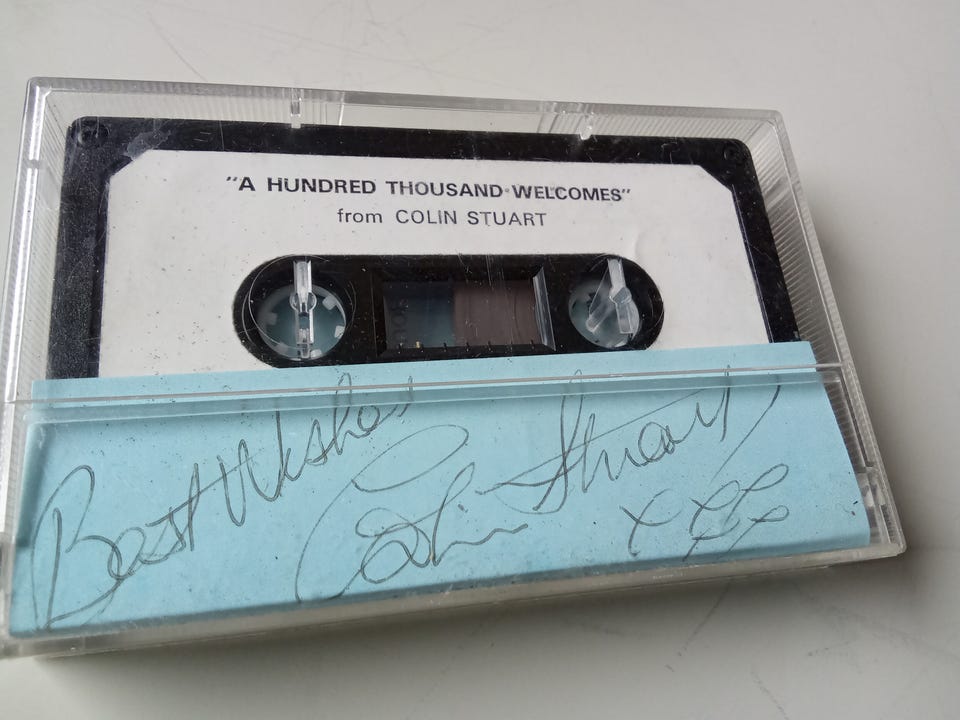 "A HUNDRED THOUSAND WELCOMES"
from COLIN STUART
Best Wishes
Colin Stuart
x x x